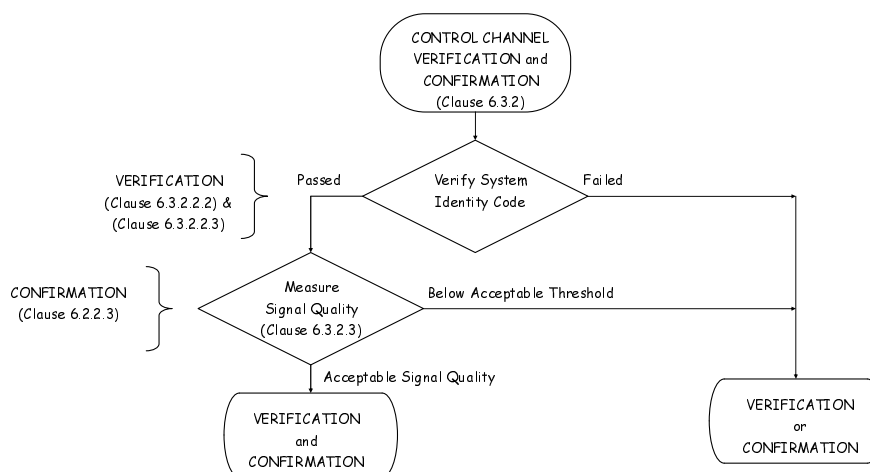 CONTROL CHANNEL
VERIFICATION and
CONFIRMATION
(Clause 6.3.2)
VERIFICATION
(Clause 6.3.2.2.2) &
(Clause 6.3.2.2.3)
Passed
Verify System
Identity Code
Failed
CONFIRMATION
(Clause 6.2.2.3)
Measure
Signal Quality
(Clause 6.3.2.3)
Below Acceptable Threshold
Acceptable Signal Quality
VERIFICATION
and
CONFIRMATION
VERIFICATION
or
CONFIRMATION